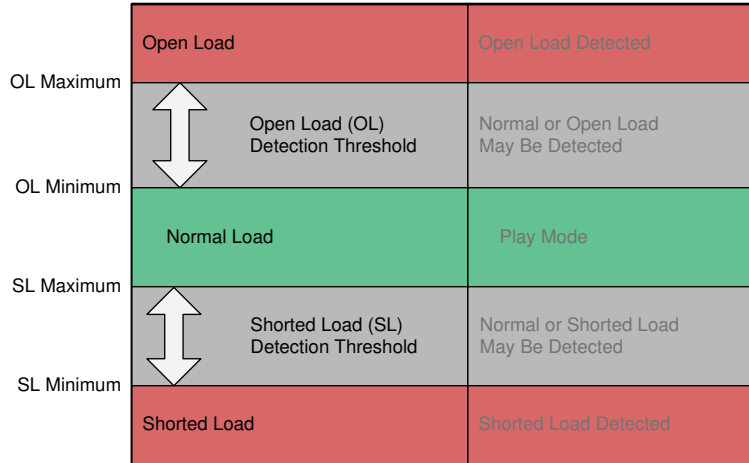 Open Load
Open Load Detected
OL Maximum
Open Load (OL)
Detection Threshold
Normal or Open Load
May Be Detected
OL Minimum
Normal Load
Play Mode
SL Maximum
Shorted Load (SL)
Detection Threshold
Normal or Shorted Load
May Be Detected
SL Minimum
Shorted Load
Shorted Load Detected